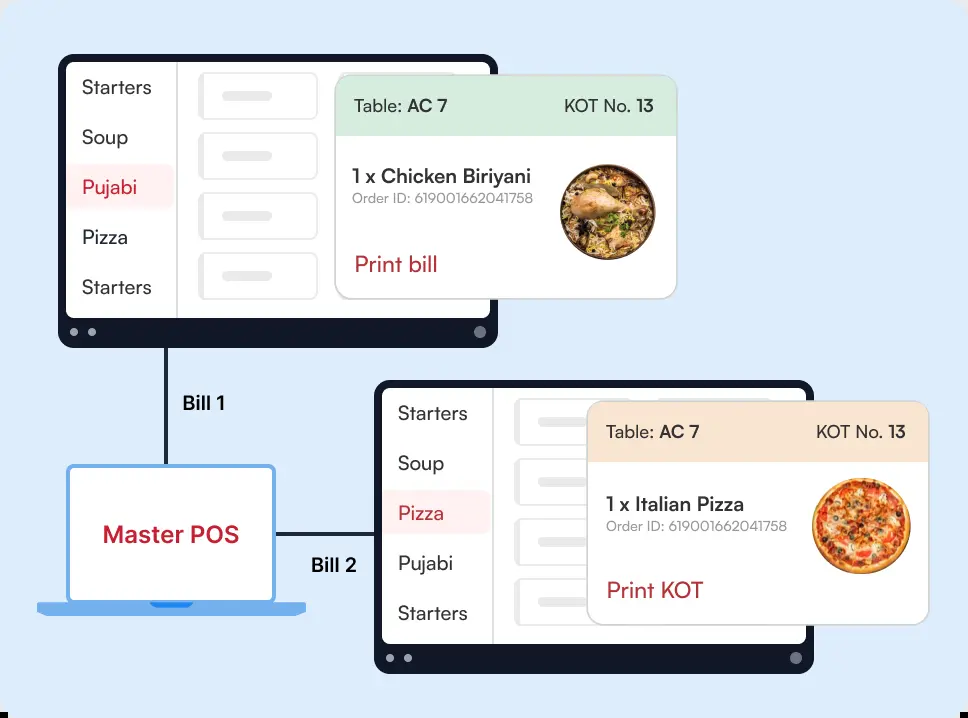 Starters
Soup
Pujabi
Pizza
Starters
Table: AC 7
KOT No. 13
1 x Chicken Biriyani
Order ID: 619001662041758
Print bill
Bill 1
Master POS
Bill 2
Starters
Soup
Pizza
Pujabi
Starters
Table: AC 7
KOT No. 13
1 x Italian Pizza
Order ID: 619001662041758
Print KOT